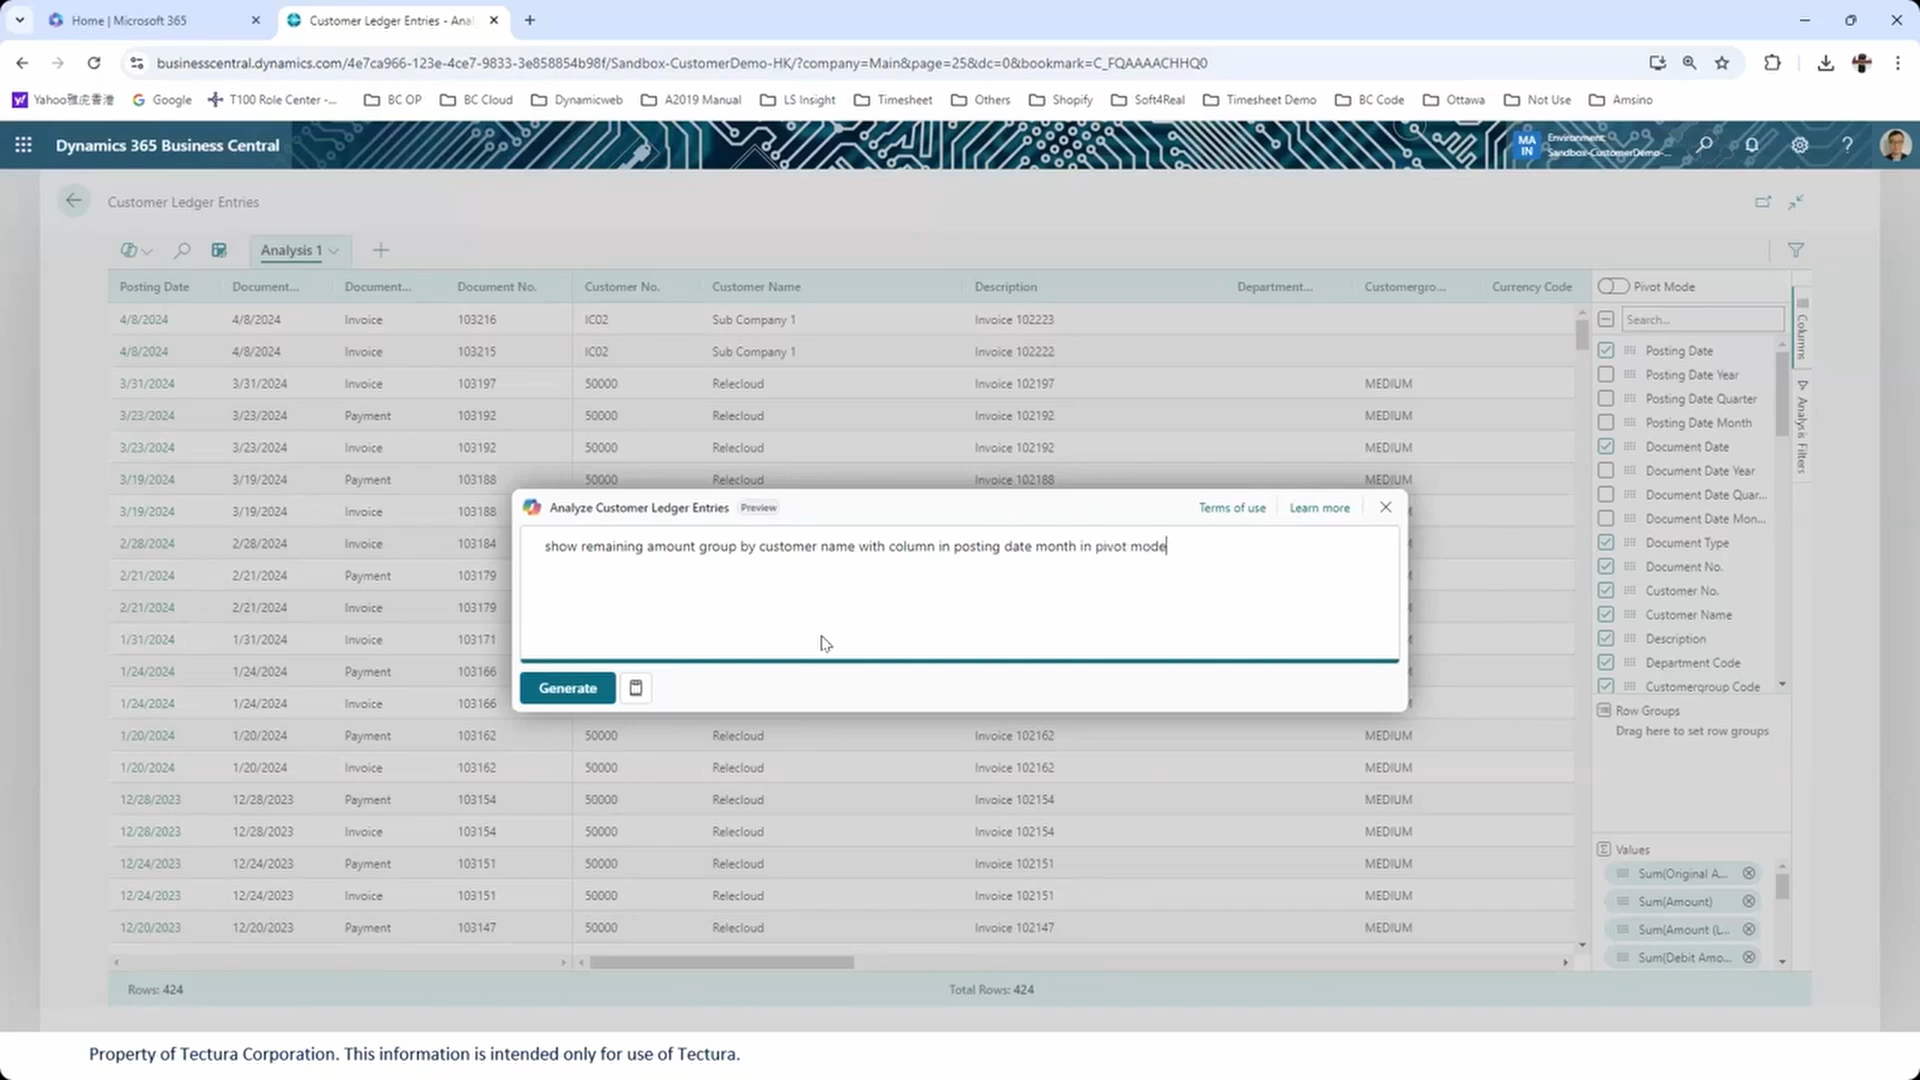 Home | Microsoft 365
Customer Ledger Entries - Ana
businesscentral.dynamics.com/4e7ca966-123e-4ce7-9833-3e858854b98f/Sandbox-CustomerDemo-HK/?company=Main&page=25&dc=0&bookmark=C_FQAAAACHHQ0
Yahoo雅虎香港 Google T100 Role Center -... BC OP BC Cloud Dynamicweb A2019 Manual LS Insight Timesheet Others Shopify Soft4Real Timesheet Demo BC Code Ottawa Not Use Amsino
Dynamics 365 Business Central
MA IN
Environment:
Sandbox-CustomerDemo-...
Customer Ledger Entries
Analysis 1
Posting Date Document... Document... Document No. Customer No. Customer Name Description Department... Customergro... Currency Code
4/8/2024 4/8/2024 Invoice 103216 IC02 Sub Company 1 Invoice 102223
4/8/2024 4/8/2024 Invoice 103215 IC02 Sub Company 1 Invoice 102222
3/31/2024 3/31/2024 Invoice 103197 50000 Relecloud Invoice 102197 MEDIUM
3/23/2024 3/23/2024 Payment 103192 50000 Relecloud Invoice 102192 MEDIUM
3/23/2024 3/23/2024 Invoice 103192 50000 Relecloud Invoice 102192 MEDIUM
3/19/2024 3/19/2024 Payment 103188 50000 Relecloud Invoice 102188 MEDIUM
3/19/2024 3/19/2024 Invoice 103188
2/28/2024 2/28/2024 Invoice 103184
2/21/2024 2/21/2024 Payment 103179
2/21/2024 2/21/2024 Invoice 103179
1/31/2024 1/31/2024 Invoice 103171
1/24/2024 1/24/2024 Payment 103166
1/24/2024 1/24/2024 Invoice 103166
1/20/2024 1/20/2024 Payment 103162 50000 Relecloud Invoice 102162 MEDIUM
1/20/2024 1/20/2024 Invoice 103162 50000 Relecloud Invoice 102162 MEDIUM
12/28/2023 12/28/2023 Payment 103154 50000 Relecloud Invoice 102154 MEDIUM
12/28/2023 12/28/2023 Invoice 103154 50000 Relecloud Invoice 102154 MEDIUM
12/24/2023 12/24/2023 Payment 103151 50000 Relecloud Invoice 102151 MEDIUM
12/24/2023 12/24/2023 Invoice 103151 50000 Relecloud Invoice 102151 MEDIUM
12/20/2023 12/20/2023 Payment 103147 50000 Relecloud Invoice 102147 MEDIUM
Rows: 424 Total Rows: 424
Analyze Customer Ledger Entries Preview Terms of use Learn more
show remaining amount group by customer name with column in posting date month in pivot mode
Generate
Pivot Mode
Search...
Posting Date
Posting Date Year
Posting Date Quarter
Posting Date Month
Document Date
Document Date Year
Document Date Quar...
Document Date Mon...
Document Type
Document No.
Customer No.
Customer Name
Description
Department Code
Customergroup Code
Row Groups
Drag here to set row groups
Values
Sum(Original A...
Sum(Amount)
Sum(Amount (L...
Sum(Debit Amo...
Columns
Analysis Filters
Property of Tectura Corporation. This information is intended only for use of Tectura.